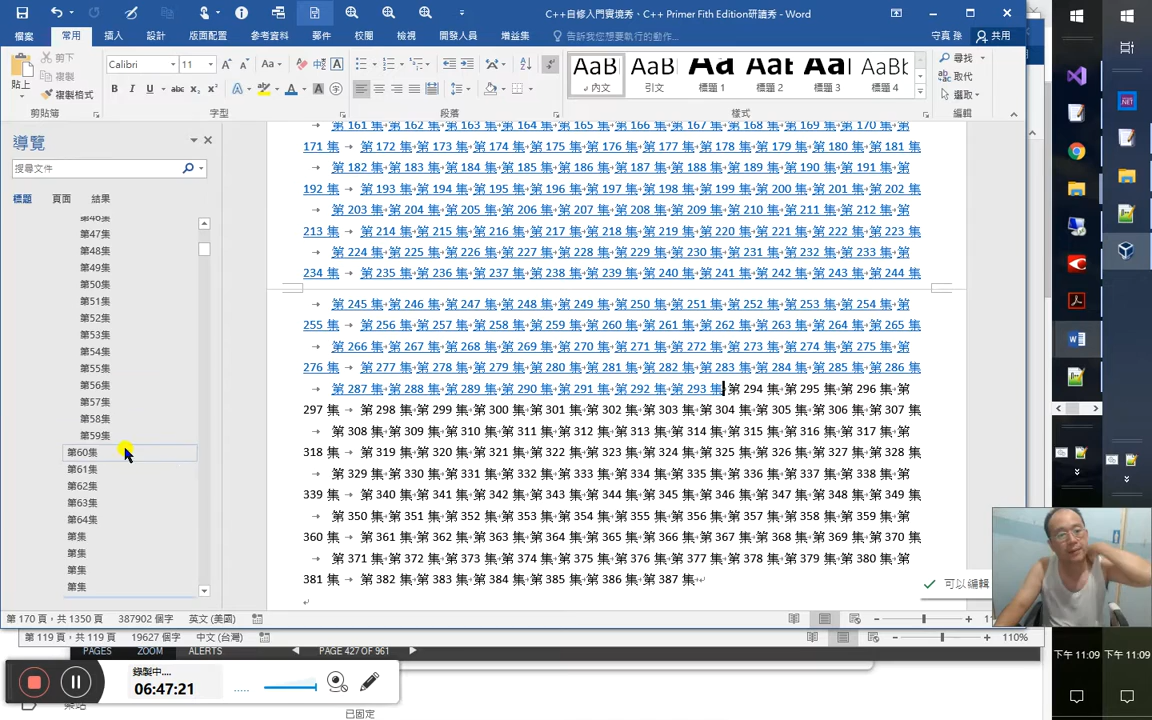 C++自修入門實境秀、C++ Primer Fifth Edition研讀秀 - Word
檔案 常用 插入 設計 版面配置 參考資料 郵件 校閱 檢視 開發人員 增益集 告訴我您想要執行的動作... 守真 孫 共用
貼上 剪下 複製 複製格式 剪貼簿
Calibri 11 字型
段落
AaB AaB Aa AaB AaBl AaBb
內文 引文 標題 1 標題 2 標題 3 標題 4
樣式
尋找 取代 選取 編輯
導覽
搜尋文件
標題 頁面 結果
第46集
第47集
第48集
第49集
第50集
第51集
第52集
第53集
第54集
第55集
第56集
第57集
第58集
第59集
第60集
第61集
第62集
第63集
第64集
第集
第集
第集
第集
→ 第 161 集→第 162 集→第 163 集→第 164 集→第 165 集→第 166 集→第 167 集→第 168 集→第 169 集→第 170 集→第
171 集 → 第 172 集→第 173 集→第 174 集→第 175 集→第 176 集→第 177 集→第 178 集→第 179 集→第 180 集→第 181 集
→ 第 182 集→第 183 集→第 184 集→第 185 集→第 186 集→第 187 集→第 188 集→第 189 集→第 190 集→第 191 集→第
192 集 → 第 193 集→第 194 集→第 195 集→第 196 集→第 197 集→第 198 集→第 199 集→第 200 集→第 201 集→第 202 集
→ 第 203 集→第 204 集→第 205 集→第 206 集→第 207 集→第 208 集→第 209 集→第 210 集→第 211 集→第 212 集→第
213 集 → 第 214 集→第 215 集→第 216 集→第 217 集→第 218 集→第 219 集→第 220 集→第 221 集→第 222 集→第 223 集
→ 第 224 集→第 225 集→第 226 集→第 227 集→第 228 集→第 229 集→第 230 集→第 231 集→第 232 集→第 233 集→第
234 集 → 第 235 集→第 236 集→第 237 集→第 238 集→第 239 集→第 240 集→第 241 集→第 242 集→第 243 集→第 244 集
→ 第 245 集→第 246 集→第 247 集→第 248 集→第 249 集→第 250 集→第 251 集→第 252 集→第 253 集→第 254 集→第
255 集 → 第 256 集→第 257 集→第 258 集→第 259 集→第 260 集→第 261 集→第 262 集→第 263 集→第 264 集→第 265 集
→ 第 266 集→第 267 集→第 268 集→第 269 集→第 270 集→第 271 集→第 272 集→第 273 集→第 274 集→第 275 集→第
276 集 → 第 277 集→第 278 集→第 279 集→第 280 集→第 281 集→第 282 集→第 283 集→第 284 集→第 285 集→第 286 集
→ 第 287 集→第 288 集→第 289 集→第 290 集→第 291 集→第 292 集→第 293 集→第 294 集→第 295 集→第 296 集→第
297 集 → 第 298 集→第 299 集→第 300 集→第 301 集→第 302 集→第 303 集→第 304 集→第 305 集→第 306 集→第 307 集
→ 第 308 集→第 309 集→第 310 集→第 311 集→第 312 集→第 313 集→第 314 集→第 315 集→第 316 集→第 317 集→第
318 集 → 第 319 集→第 320 集→第 321 集→第 322 集→第 323 集→第 324 集→第 325 集→第 326 集→第 327 集→第 328 集
→ 第 329 集→第 330 集→第 331 集→第 332 集→第 333 集→第 334 集→第 335 集→第 336 集→第 337 集→第 338 集→第
339 集 → 第 340 集→第 341 集→第 342 集→第 343 集→第 344 集→第 345 集→第 346 集→第 347 集→第 348 集→第 349 集
→ 第 350 集→第 351 集→第 352 集→第 353 集→第 354 集→第 355 集→第 356 集→第 357 集→第 358 集→第 359 集→第
360 集 → 第 361 集→第 362 集→第 363 集→第 364 集→第 365 集→第 366 集→第 367 集→第 368 集→第 369 集→第 370 集
→ 第 371 集→第 372 集→第 373 集→第 374 集→第 375 集→第 376 集→第 377 集→第 378 集→第 379 集→第 380 集→第
381 集 → 第 382 集→第 383 集→第 384 集→第 385 集→第 386 集→第 387 集
可以編輯
第 170 頁，共 1350 頁 387902 個字 英文 (美國)
第 119 頁，共 119 頁 19627 個字 中文 (台灣) 110%
PAGES ZOOM ALERTS PAGE 427 OF 961
錄製中....
06:47:21
已固定
下午 11:09 下午 11:09